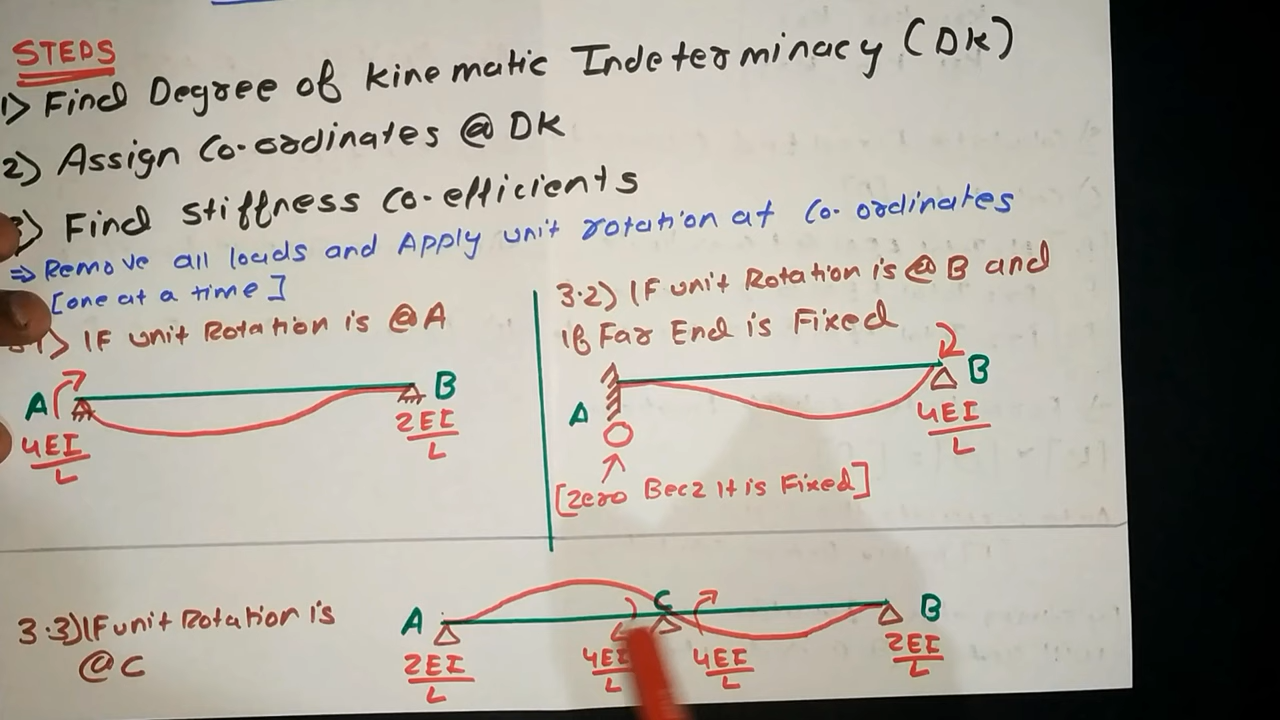 STEPS
1) Find Degree of kinematic Indeterminacy (DK)
2) Assign Co-ordinates @ DK
3) Find stiffness co-efficients
⇒ Remove all loads and Apply unit rotation at Co-ordinates
[one at a time]
3.1) IF unit Rotation is @ A
A
B
4EI/L
2EI/L
3.2) IF unit Rotation is @ B and
if Far End is Fixed
A
B
4EI/L
O
[Zero Becz it is Fixed]
3.3) IF unit Rotation is
@ C
A
C
B
2EI/L
4EI/L
4EI/L
2EI/L